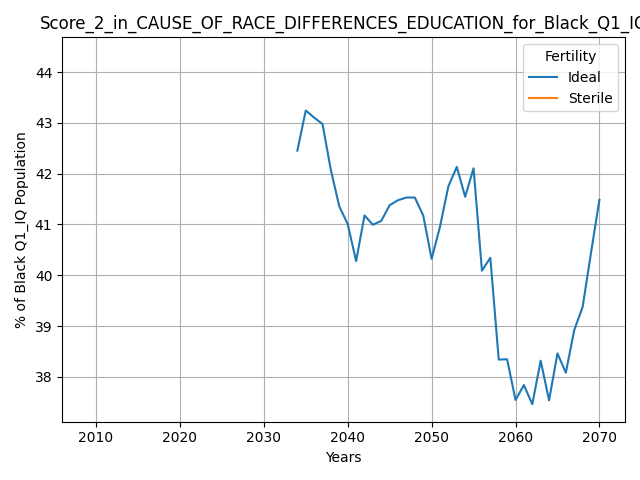 Score_2_in_CAUSE_OF_RACE_DIFFERENCES_EDUCATION_for_Black_Q1_IQ
Fertility
Ideal
Sterile
44
43
42
41
40
39
38
% of Black Q1_IQ Population
2010 2020 2030 2040 2050 2060 2070
Years